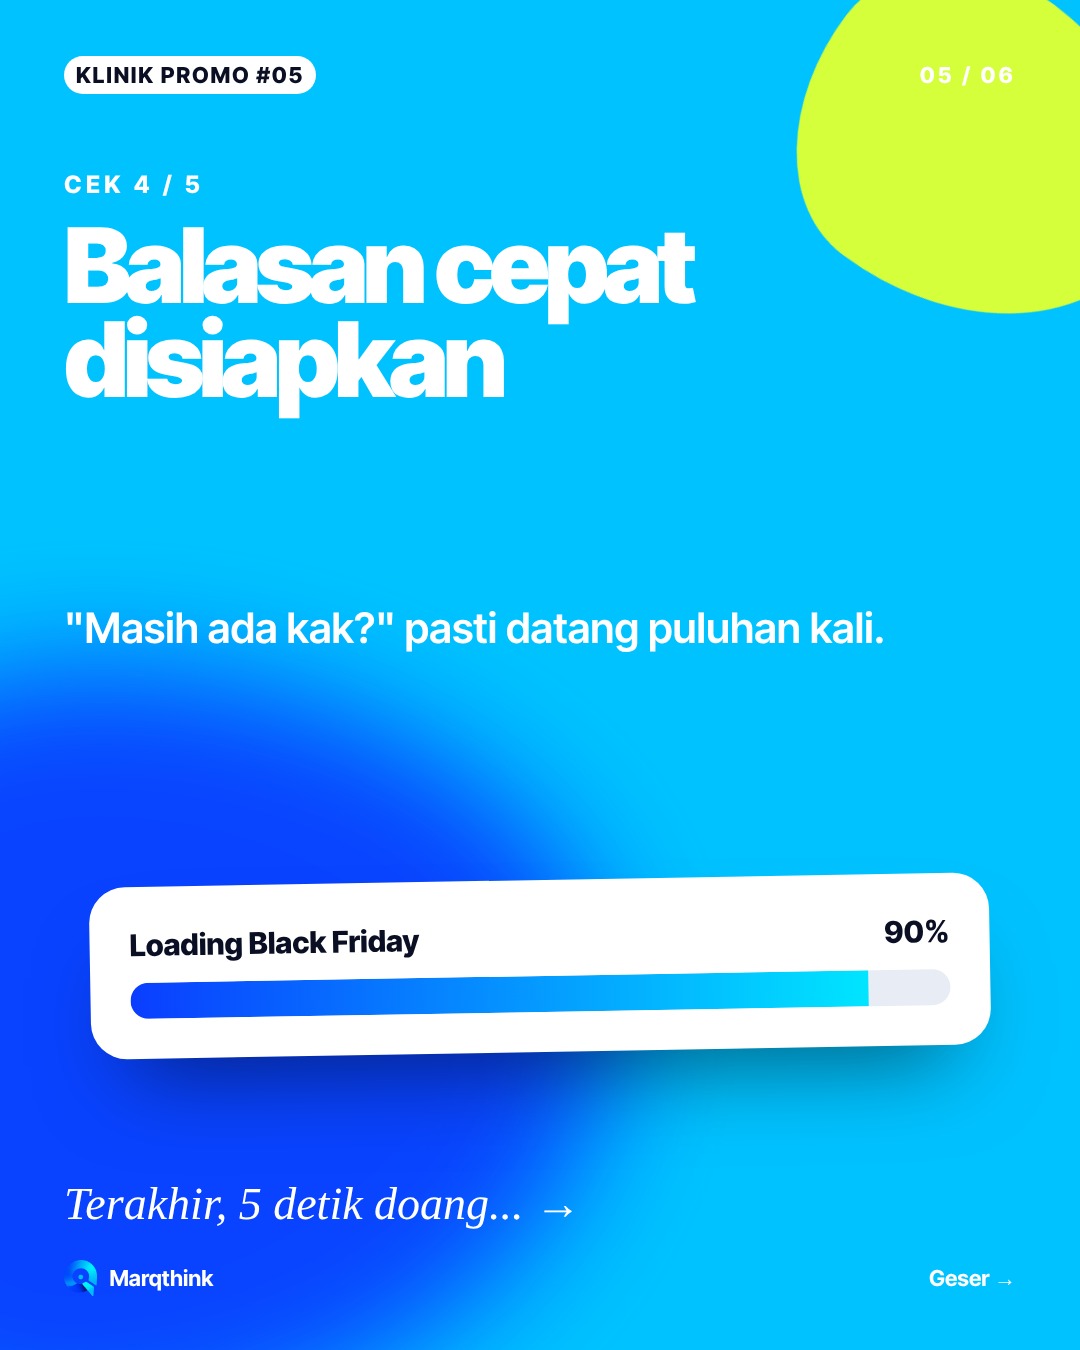 KLINIK PROMO #05
05 / 06
CEK 4 / 5
Balasan cepat
disiapkan
"Masih ada kak?" pasti datang puluhan kali.
Loading Black Friday
90%
Terakhir, 5 detik doang... →
Marqthink
Geser →